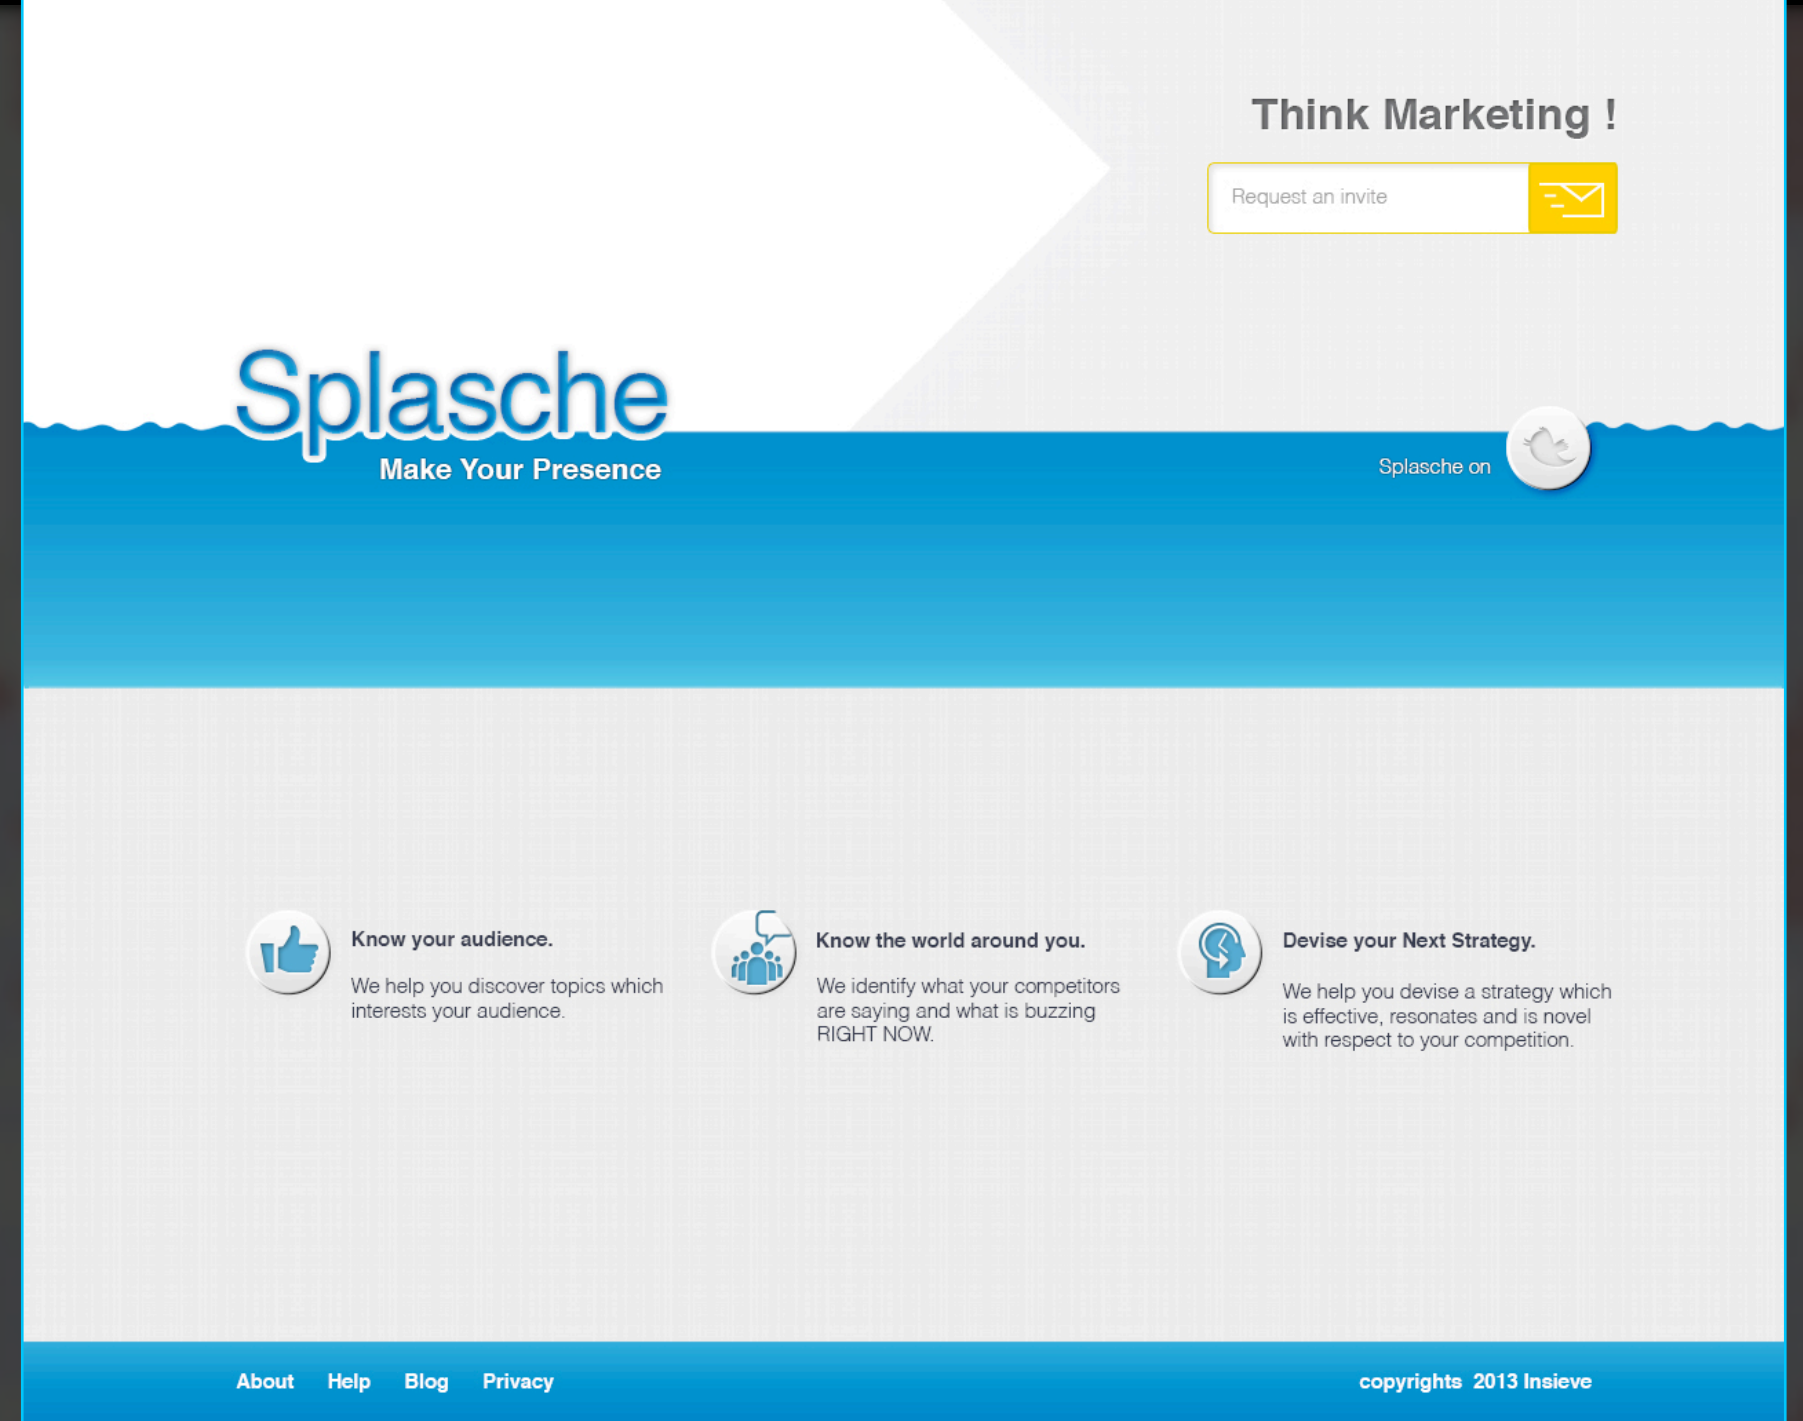 Think Marketing !
Request an invite
Splasche
Make Your Presence
Splasche on
Know your audience.
We help you discover topics which
interests your audience.
Know the world around you.
We identify what your competitors
are saying and what is buzzing
RIGHT NOW.
Devise your Next Strategy.
We help you devise a strategy which
is effective, resonates and is novel
with respect to your competition.
About Help Blog Privacy
copyrights 2013 Insieve